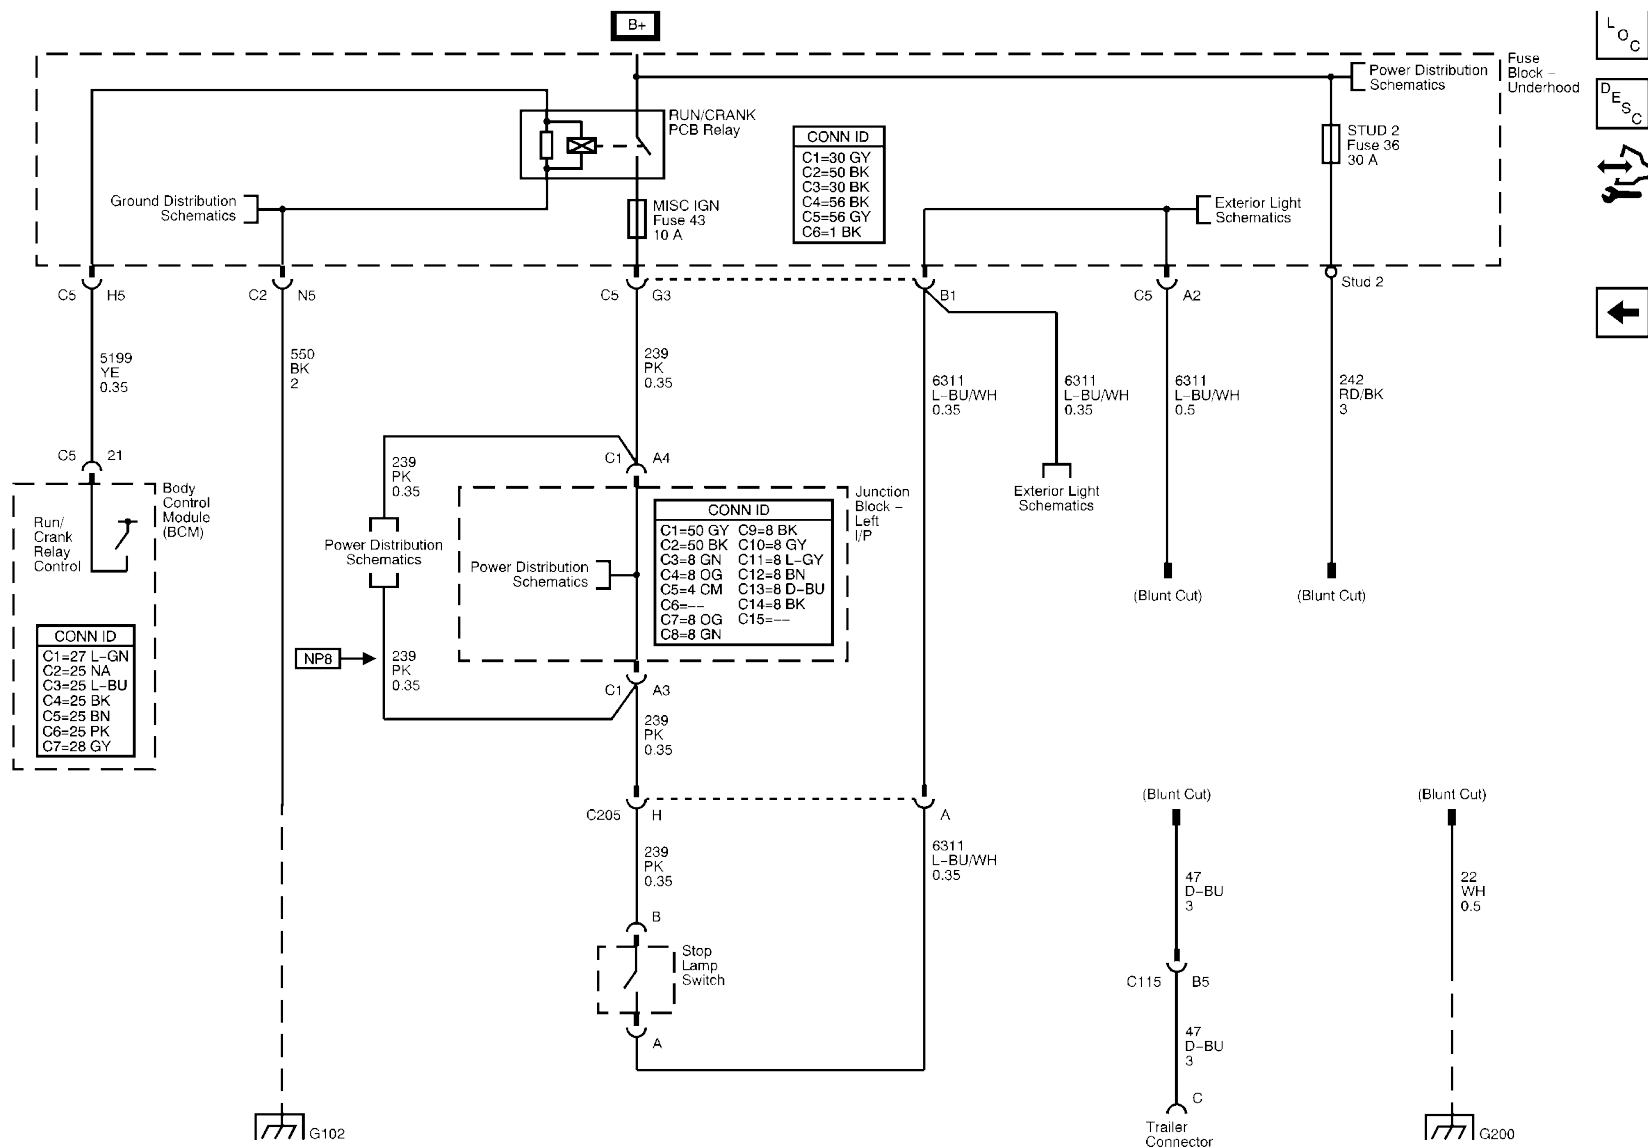 B+
L O C
D E S C
Fuse
Block –
Underhood
Power Distribution
Schematics
RUN/CRANK
PCB Relay
STUD 2
Fuse 36
30 A
CONN ID
C1=30 GY
C2=50 BK
C3=30 BK
C4=56 BK
C5=56 GY
C6=1 BK
Ground Distribution
Schematics
MISC IGN
Fuse 43
10 A
Exterior Light
Schematics
C5 H5
C2 N5
C5 G3
B1
C5 A2
Stud 2
5199
YE
0.35
550
BK
2
239
PK
0.35
6311
L–BU/WH
0.35
6311
L–BU/WH
0.35
6311
L–BU/WH
0.5
242
RD/BK
3
C5 21
239
PK
0.35
C1 A4
Body
Control
Module
(BCM)
Run/
Crank
Relay
Control
Power Distribution
Schematics
Power Distribution
Schematics
CONN ID
C1=50 GY C9=8 BK
C2=50 BK C10=8 GY
C3=8 GN C11=8 L–GY
C4=8 OG C12=8 BN
C5=4 CM C13=8 D–BU
C6=–– C14=8 BK
C7=8 OG C15=––
C8=8 GN
Junction
Block –
Left
I/P
Exterior Light
Schematics
(Blunt Cut)
(Blunt Cut)
CONN ID
C1=27 L–GN
C2=25 NA
C3=25 L–BU
C4=25 BK
C5=25 BN
C6=25 PK
C7=28 GY
NP8
239
PK
0.35
C1 A3
239
PK
0.35
C205 H
A
239
PK
0.35
6311
L–BU/WH
0.35
B
Stop
Lamp
Switch
A
(Blunt Cut)
47
D–BU
3
C115 B5
47
D–BU
3
C
Trailer
Connector
(Blunt Cut)
22
WH
0.5
G102
G200